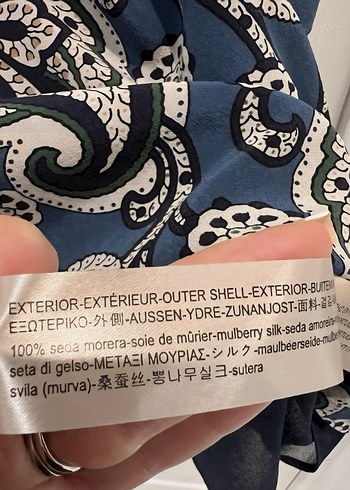 EXTERIOR-EXTÉRIEUR-OUTER SHELL-EXTERIOR-BUITEN
ΕΞΩΤΕΡΙΚΟ-外側-AUSSEN-YDRE-ZUNANJOST-面料-겉감
100% seda morera-soie de mûrier-mulberry silk-seda amoreira
seta di gelso-ΜΕΤΑΞΙ ΜΟΥΡΙΑΣ-シルク-maulbeerseide-mulb
svila (murva)-桑蚕丝-뽕나무실크-sutera